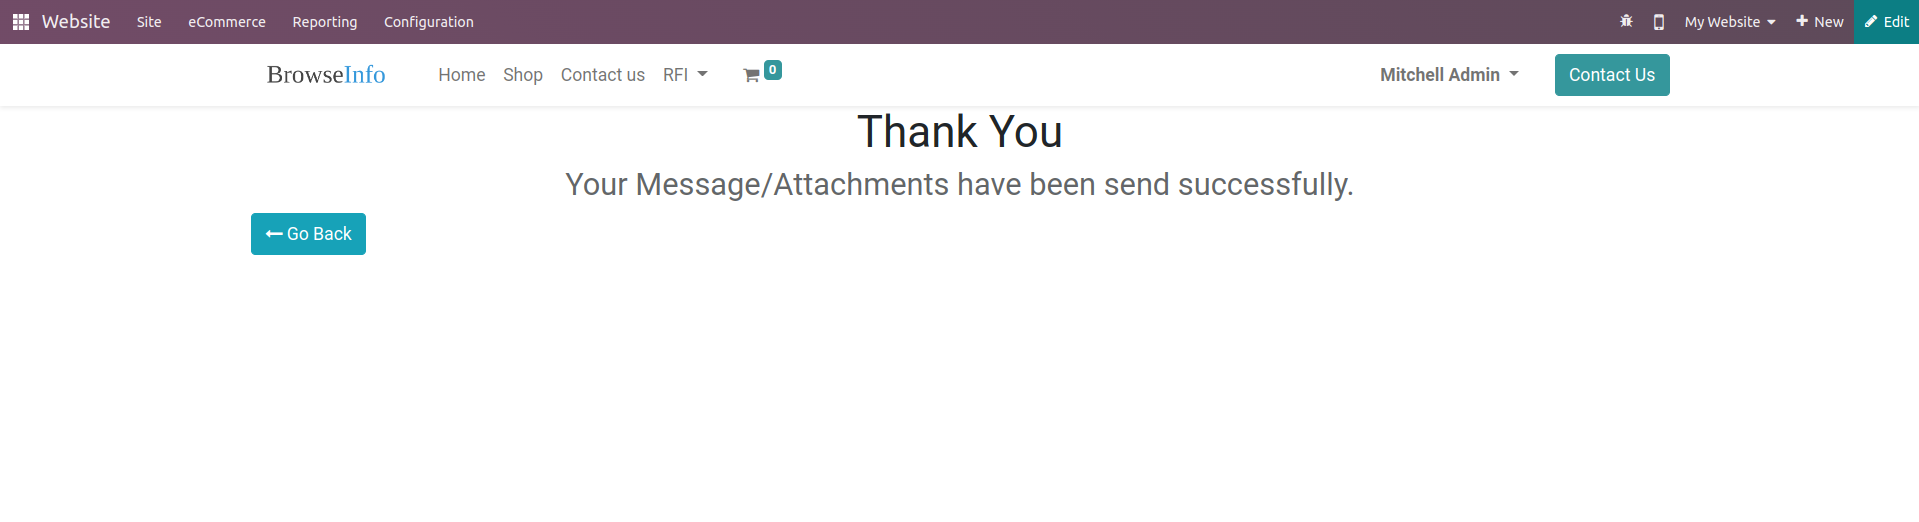 Website Site eCommerce Reporting Configuration My Website New Edit
BrowseInfo Home Shop Contact us RFI 0 Mitchell Admin Contact Us
Thank You
Your Message/Attachments have been send successfully.
Go Back